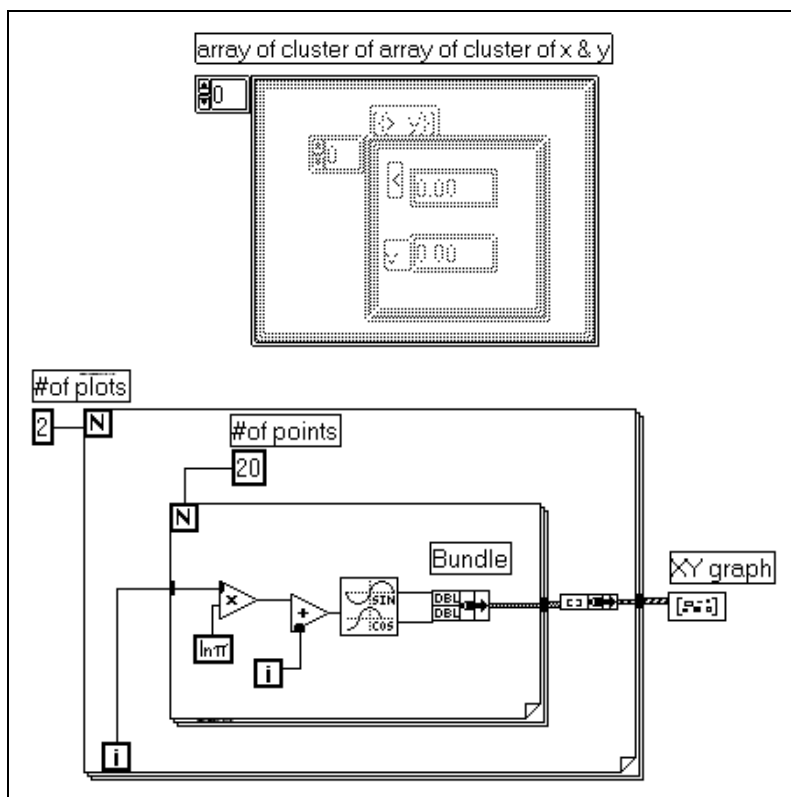 array of cluster of array of cluster of x & y
0
0
0.00
0.00
#of plots
2
N
#of points
20
N
Bundle
XY graph
x
SIN
COS
DBL
DBL
+
lnπ
i
i